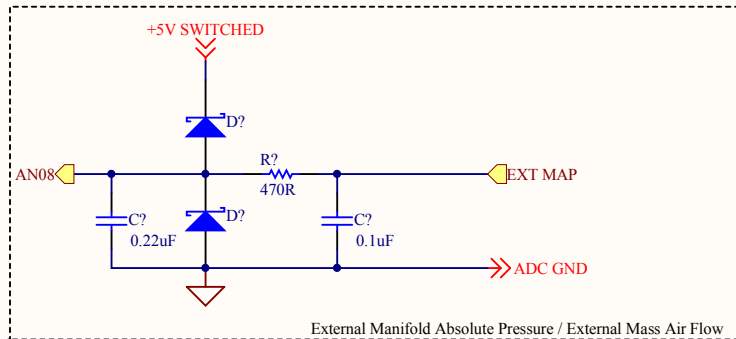 +5V SWITCHED
D?
R?
AN08
EXT MAP
470R
C?
D?
C?
0.22uF
0.1uF
ADC GND
External Manifold Absolute Pressure / External Mass Air Flow